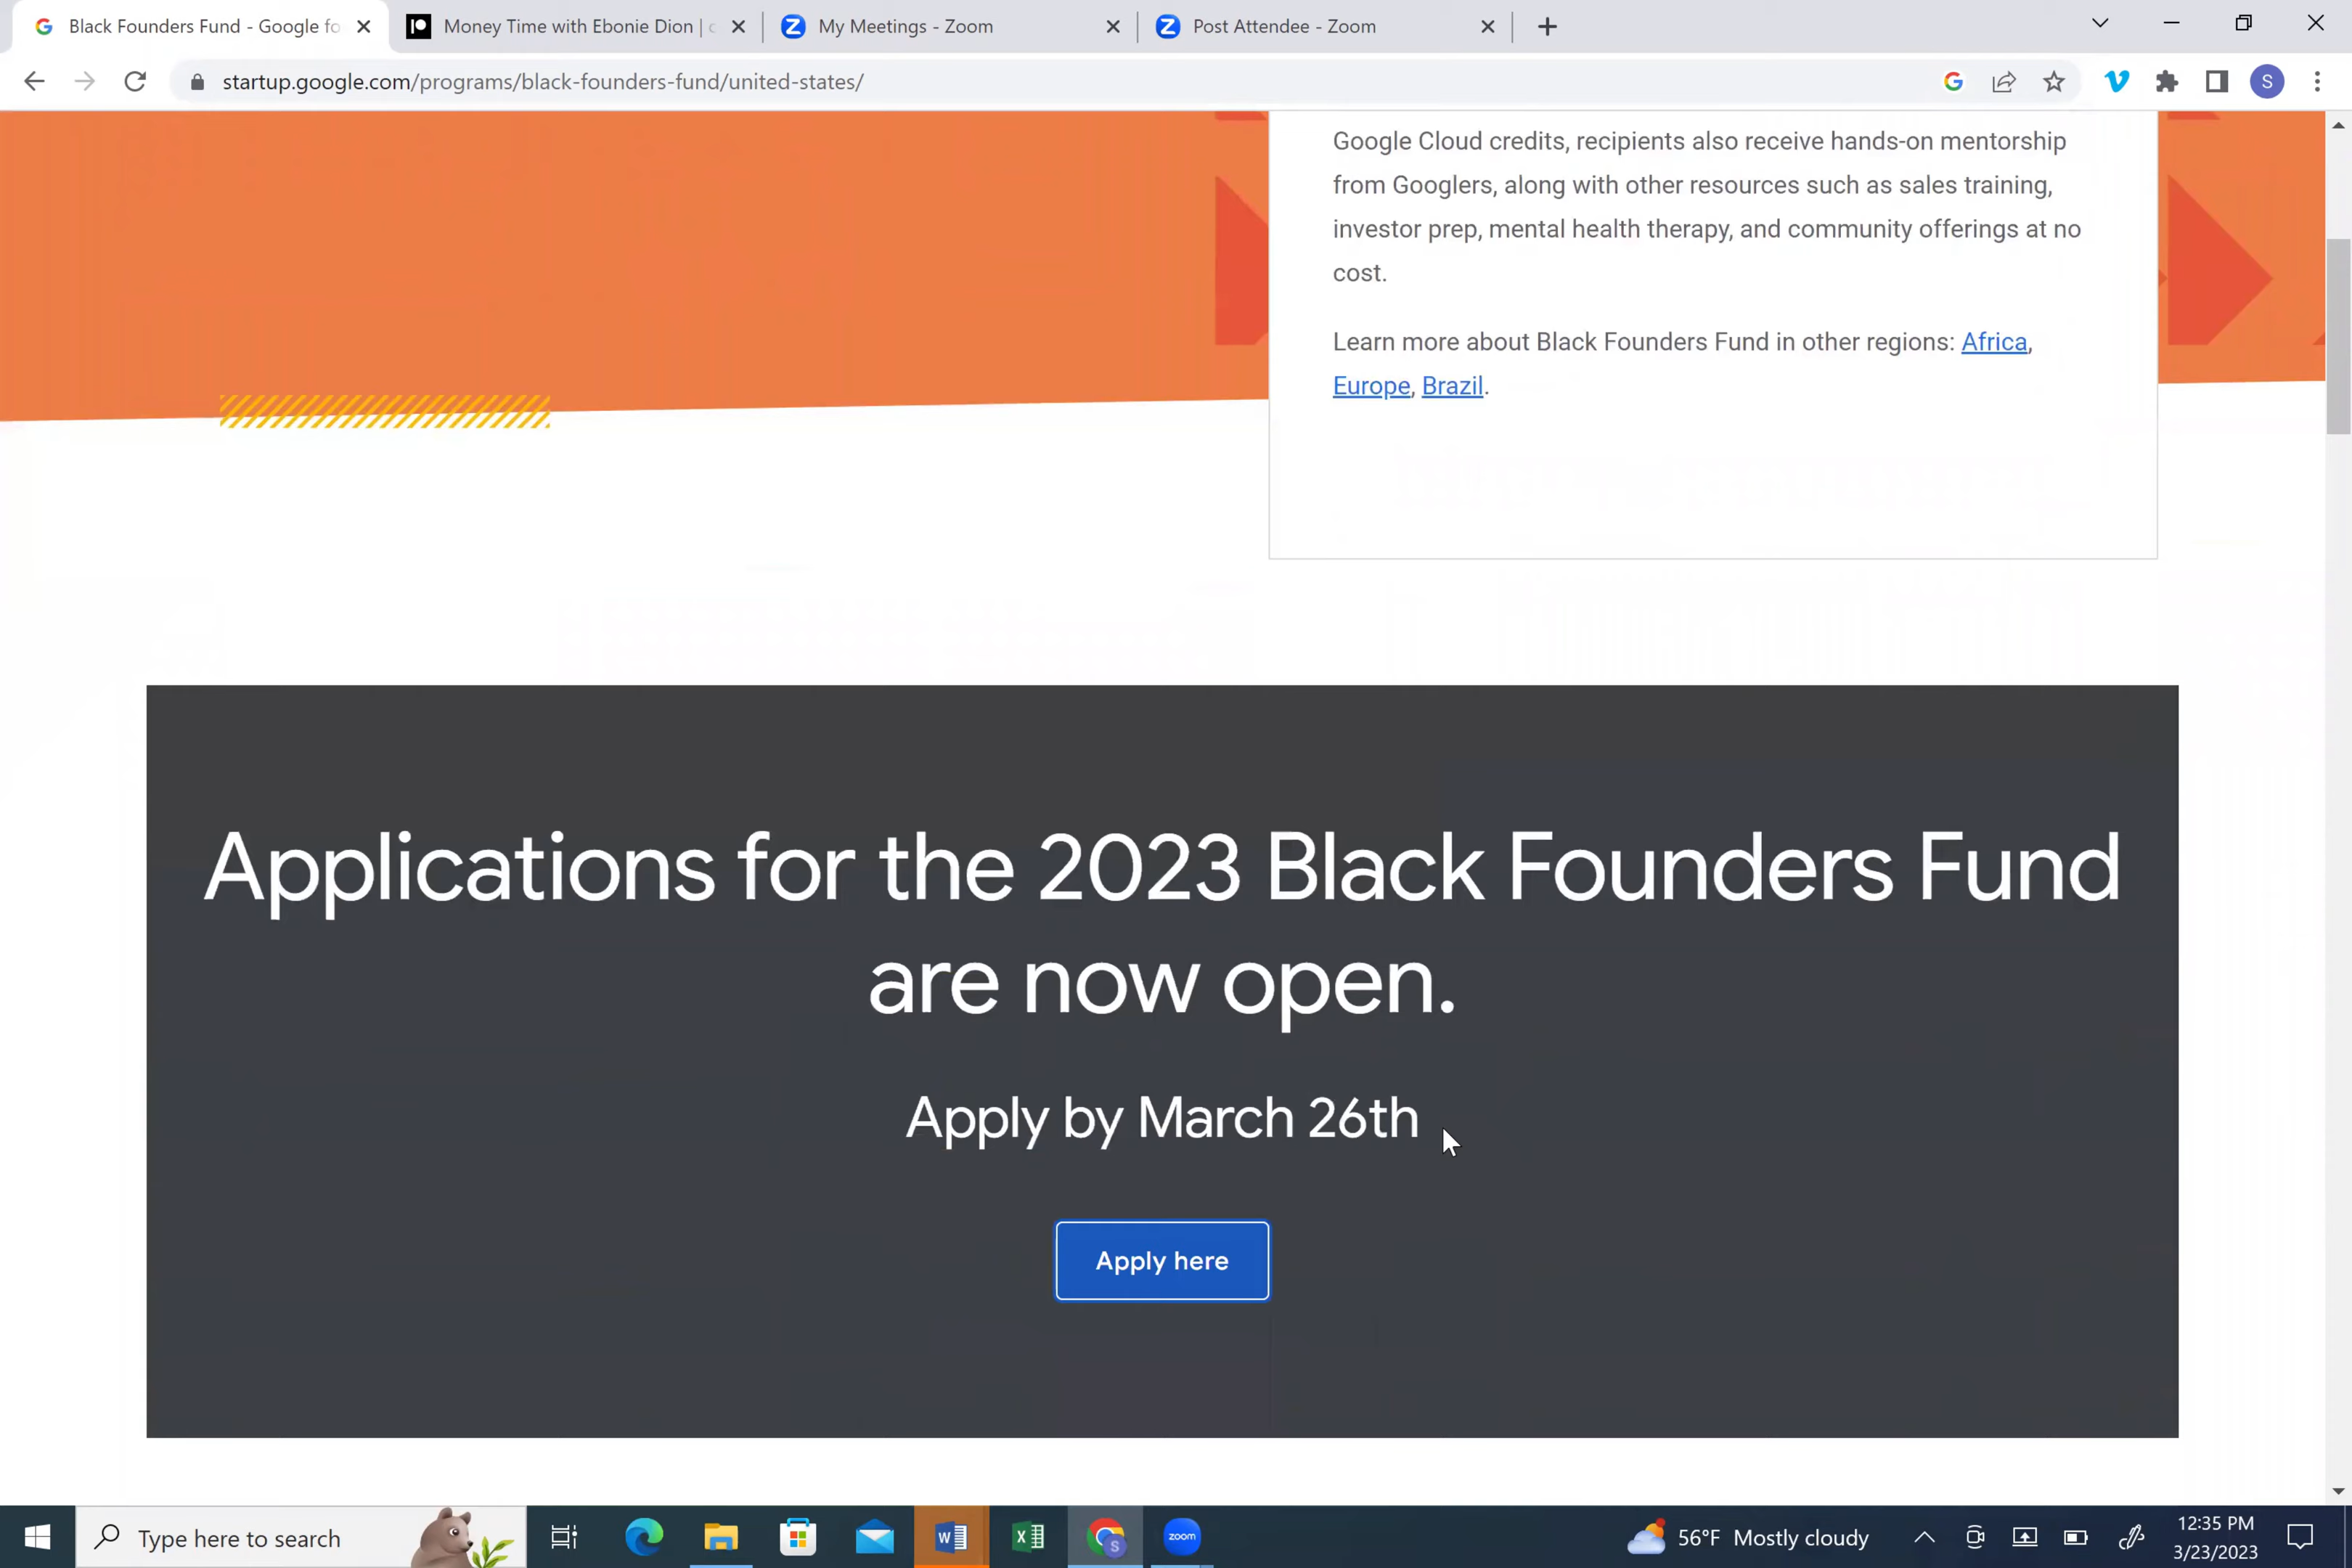 Black Founders Fund - Google fo
Money Time with Ebonie Dion | c
My Meetings - Zoom
Post Attendee - Zoom
startup.google.com/programs/black-founders-fund/united-states/
S
Google Cloud credits, recipients also receive hands-on mentorship
from Googlers, along with other resources such as sales training,
investor prep, mental health therapy, and community offerings at no
cost.
Learn more about Black Founders Fund in other regions: Africa,
Europe, Brazil.
Applications for the 2023 Black Founders Fund
are now open.
Apply by March 26th
Apply here
Type here to search
zoom
56°F Mostly cloudy
12:35 PM
3/23/2023